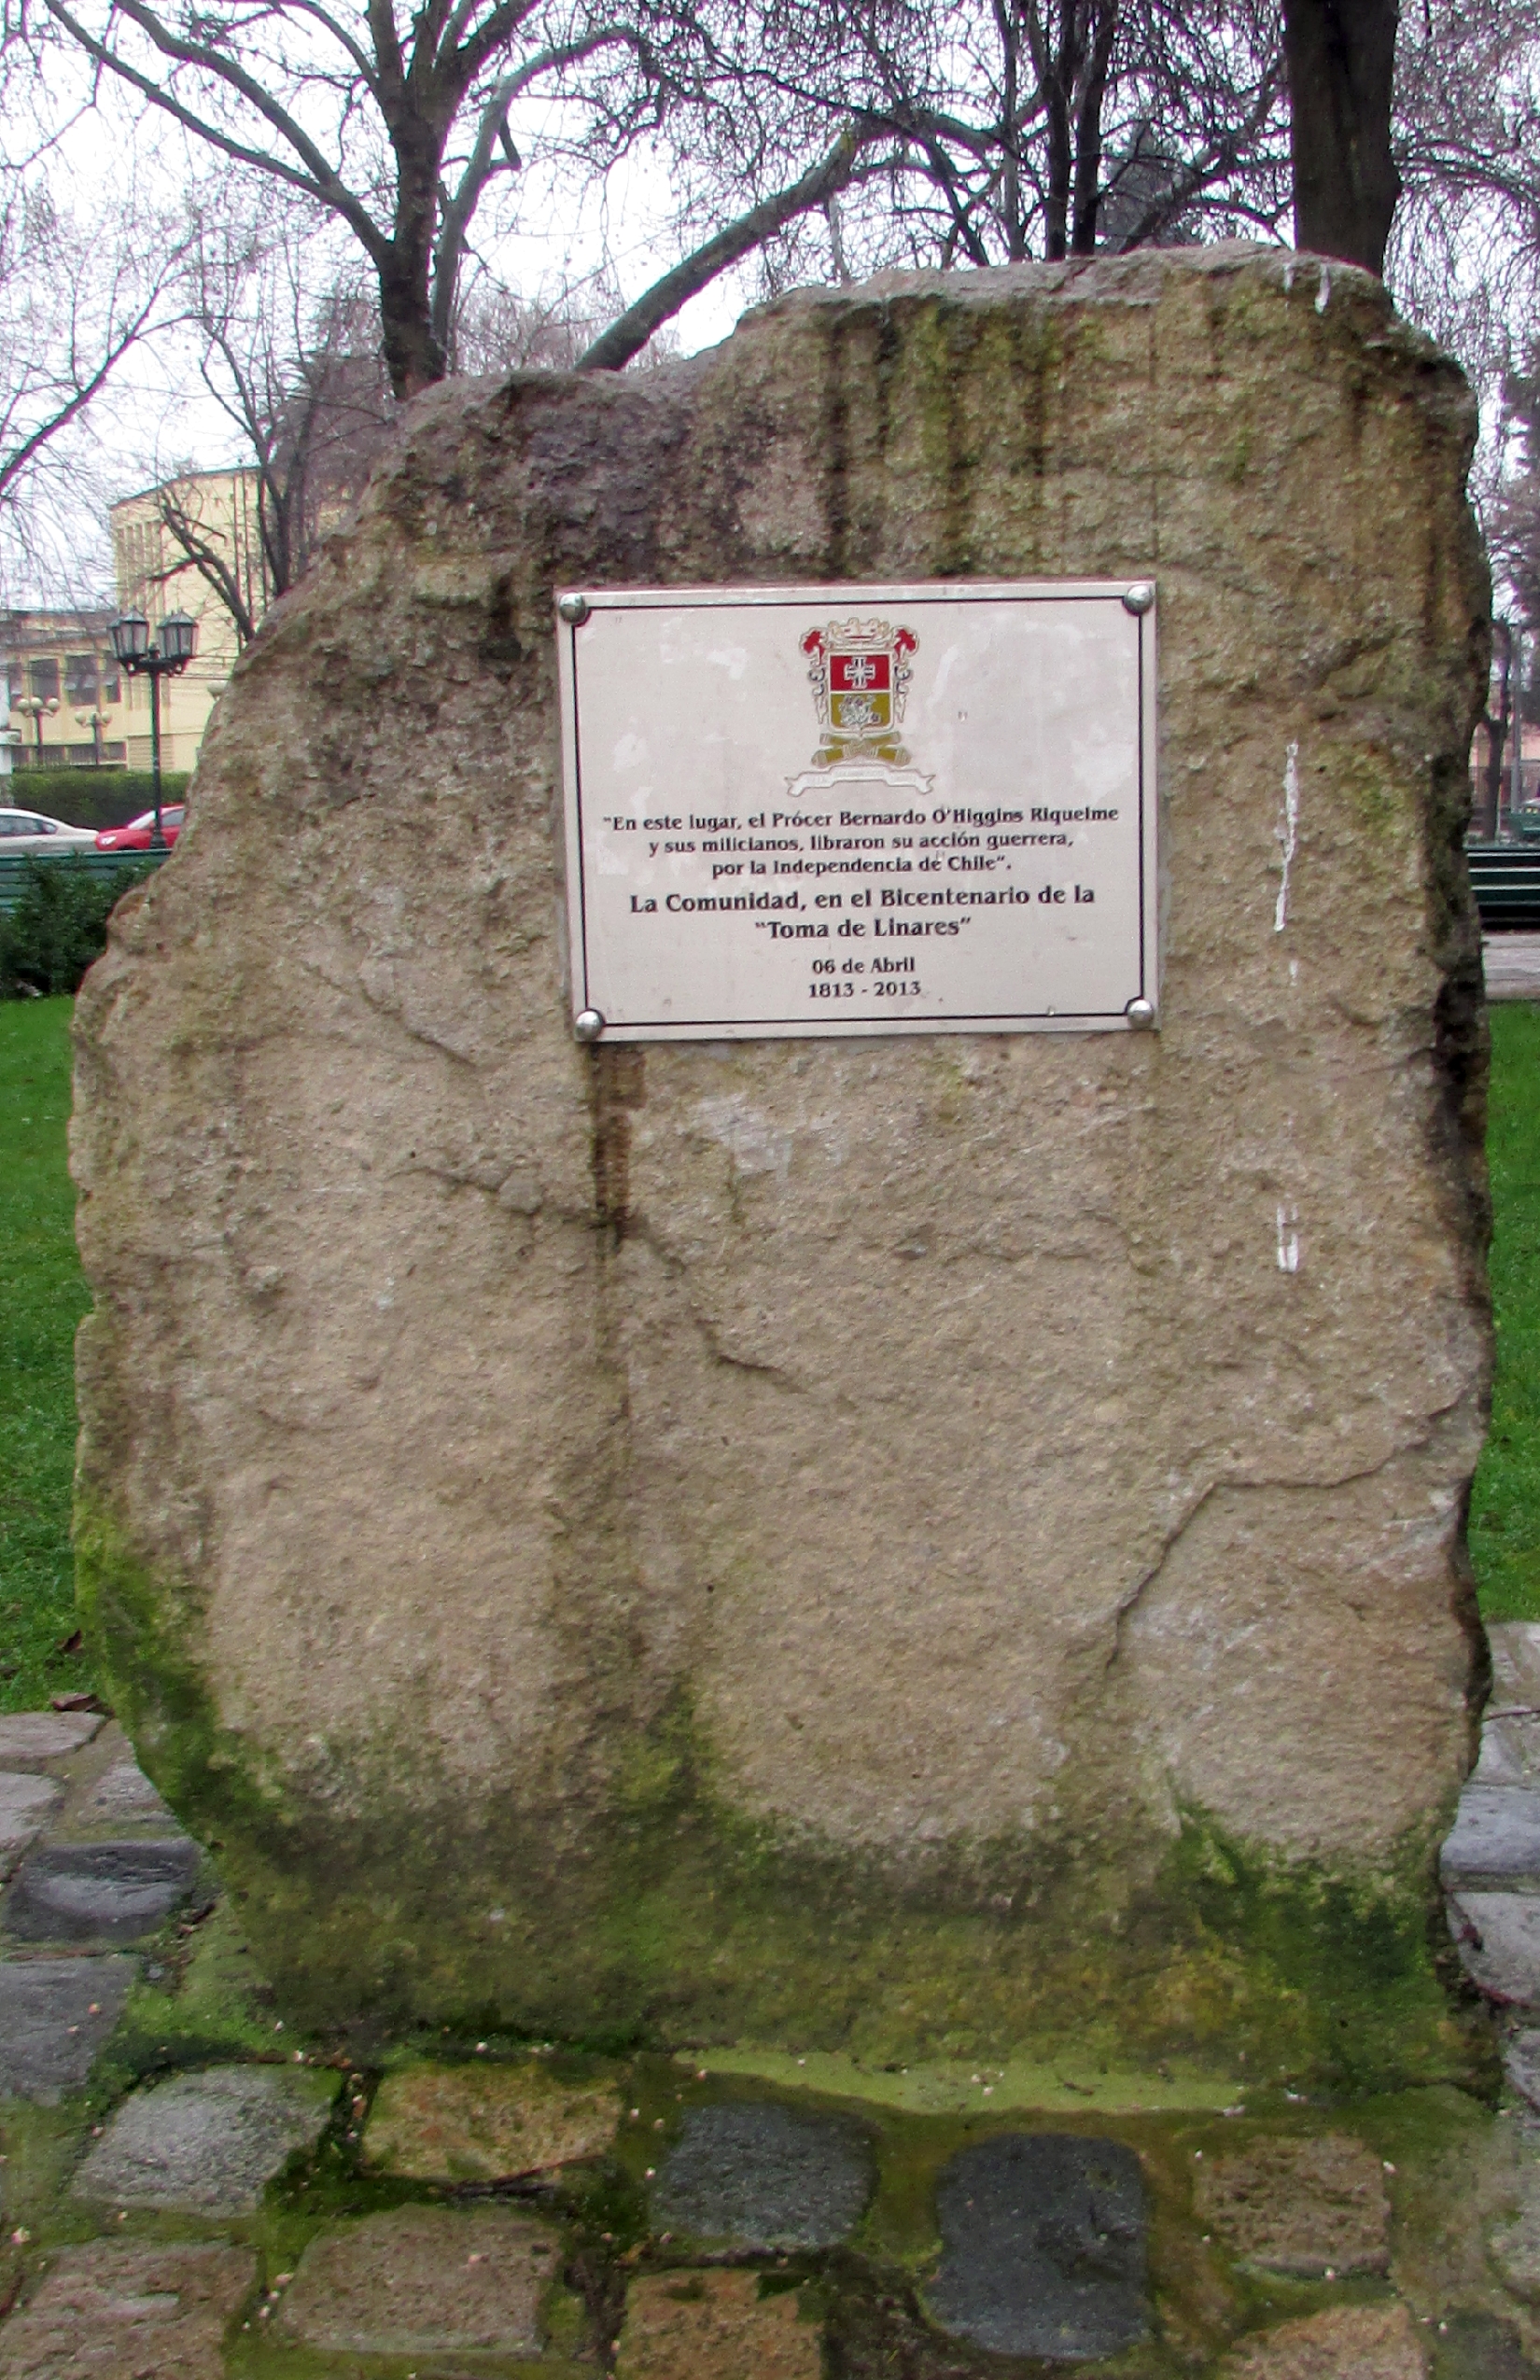 "En este lugar, el Prócer Bernardo O'Higgins Riquelme
y sus milicianos, libraron su acción guerrera,
por la Independencia de Chile".
La Comunidad, en el Bicentenario de la
"Toma de Linares"
06 de Abril
1813 - 2013